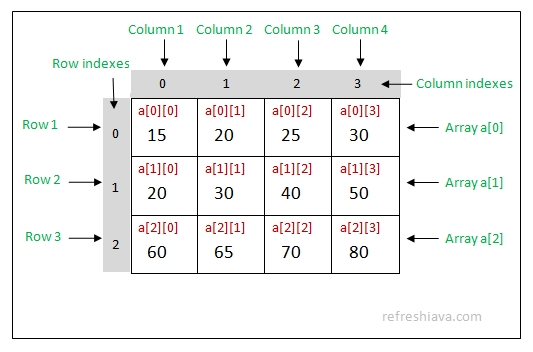 Column 1 Column 2 Column 3 Column 4
Row indexes
0 1 2 3 Column indexes
a[0][0] a[0][1] a[0][2] a[0][3]
Row 1 0 15 20 25 30 Array a[0]
a[1][0] a[1][1] a[1][2] a[1][3]
Row 2 1 20 30 40 50 Array a[1]
a[2][0] a[2][1] a[2][2] a[2][3]
Row 3 2 60 65 70 80 Array a[2]
refreshjava.com